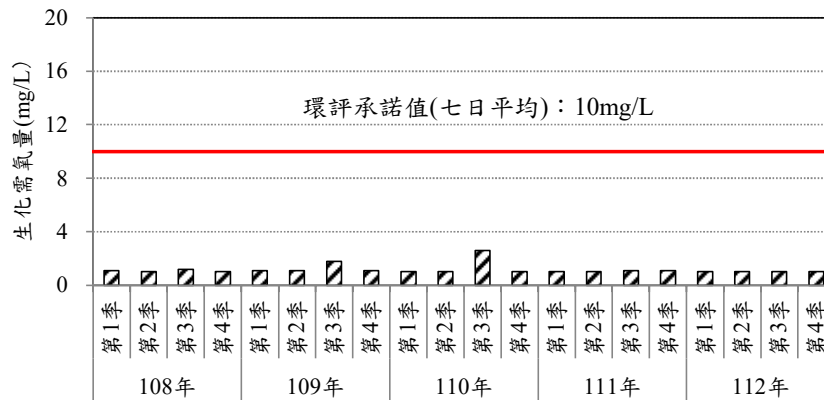 生化需氧量(mg/L)
20
16
12
8
4
0
環評承諾值(七日平均)：10mg/L
第1季 第2季 第3季 第4季 第1季 第2季 第3季 第4季 第1季 第2季 第3季 第4季 第1季 第2季 第3季 第4季 第1季 第2季 第3季 第4季
108年 109年 110年 111年 112年